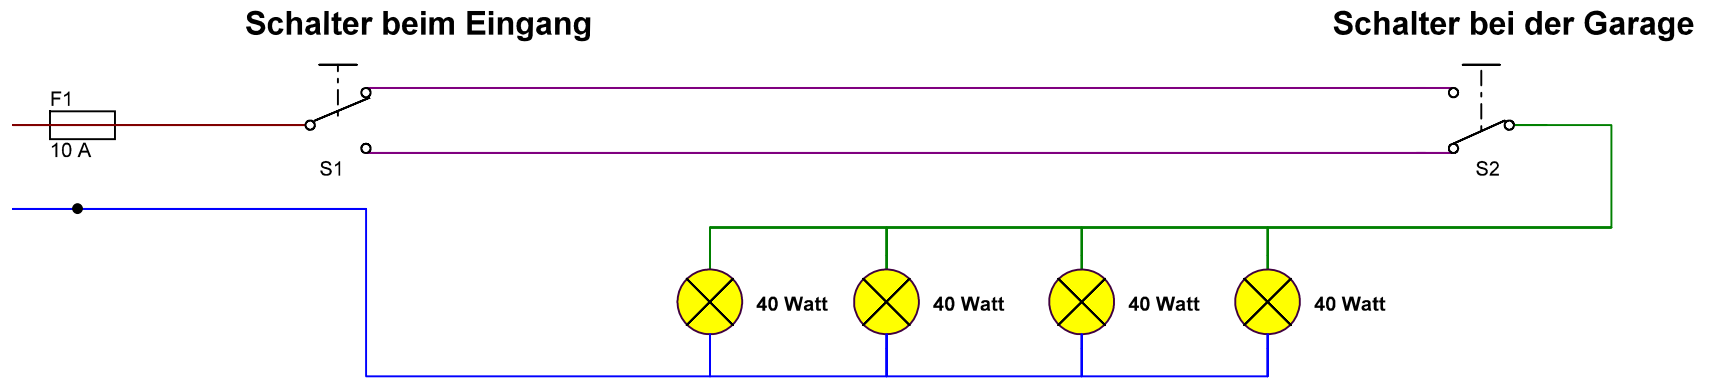 Schalter beim Eingang
Schalter bei der Garage
F1
10 A
S1
S2
40 Watt
40 Watt
40 Watt
40 Watt